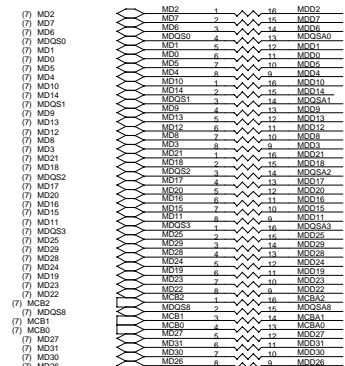 (7) MD2 MD2 1 16 MDD2
(7) MD7 MD7 2 15 MDD7
(7) MD6 MD6 3 14 MDD6
(7) MDQS0 MDQS0 4 13 MDQSA0
(7) MD1 MD1 5 12 MDD1
(7) MD0 MD0 6 11 MDD0
(7) MD5 MD5 7 10 MDD5
(7) MD4 MD4 8 9 MDD4
(7) MD10 MD10 1 16 MDD10
(7) MD14 MD14 2 15 MDD14
(7) MDQS1 MDQS1 3 14 MDQSA1
(7) MD9 MD9 4 13 MDD9
(7) MD13 MD13 5 12 MDD13
(7) MD12 MD12 6 11 MDD12
(7) MD8 MD8 7 10 MDD8
(7) MD3 MD3 8 9 MDD3
(7) MD21 MD21 1 16 MDD21
(7) MD18 MD18 2 15 MDD18
(7) MDQS2 MDQS2 3 14 MDQSA2
(7) MD17 MD17 4 13 MDD17
(7) MD20 MD20 5 12 MDD20
(7) MD16 MD16 6 11 MDD16
(7) MD15 MD15 7 10 MDD15
(7) MD11 MD11 8 9 MDD11
(7) MDQS3 MDQS3 1 16 MDQSA3
(7) MD25 MD25 2 15 MDD25
(7) MD29 MD29 3 14 MDD29
(7) MD28 MD28 4 13 MDD28
(7) MD24 MD24 5 12 MDD24
(7) MD19 MD19 6 11 MDD19
(7) MD23 MD23 7 10 MDD23
(7) MD22 MD22 8 9 MDD22
(7) MCB2 MCB2 1 16 MCBA2
(7) MDQS8 MDQS8 2 15 MDQSA8
(7) MCB1 MCB1 3 14 MCBA1
(7) MCB0 MCB0 4 13 MCBA0
(7) MD27 MD27 5 12 MDD27
(7) MD31 MD31 6 11 MDD31
(7) MD30 MD30 7 10 MDD30
(7) MD26 MD26 8 9 MDD26